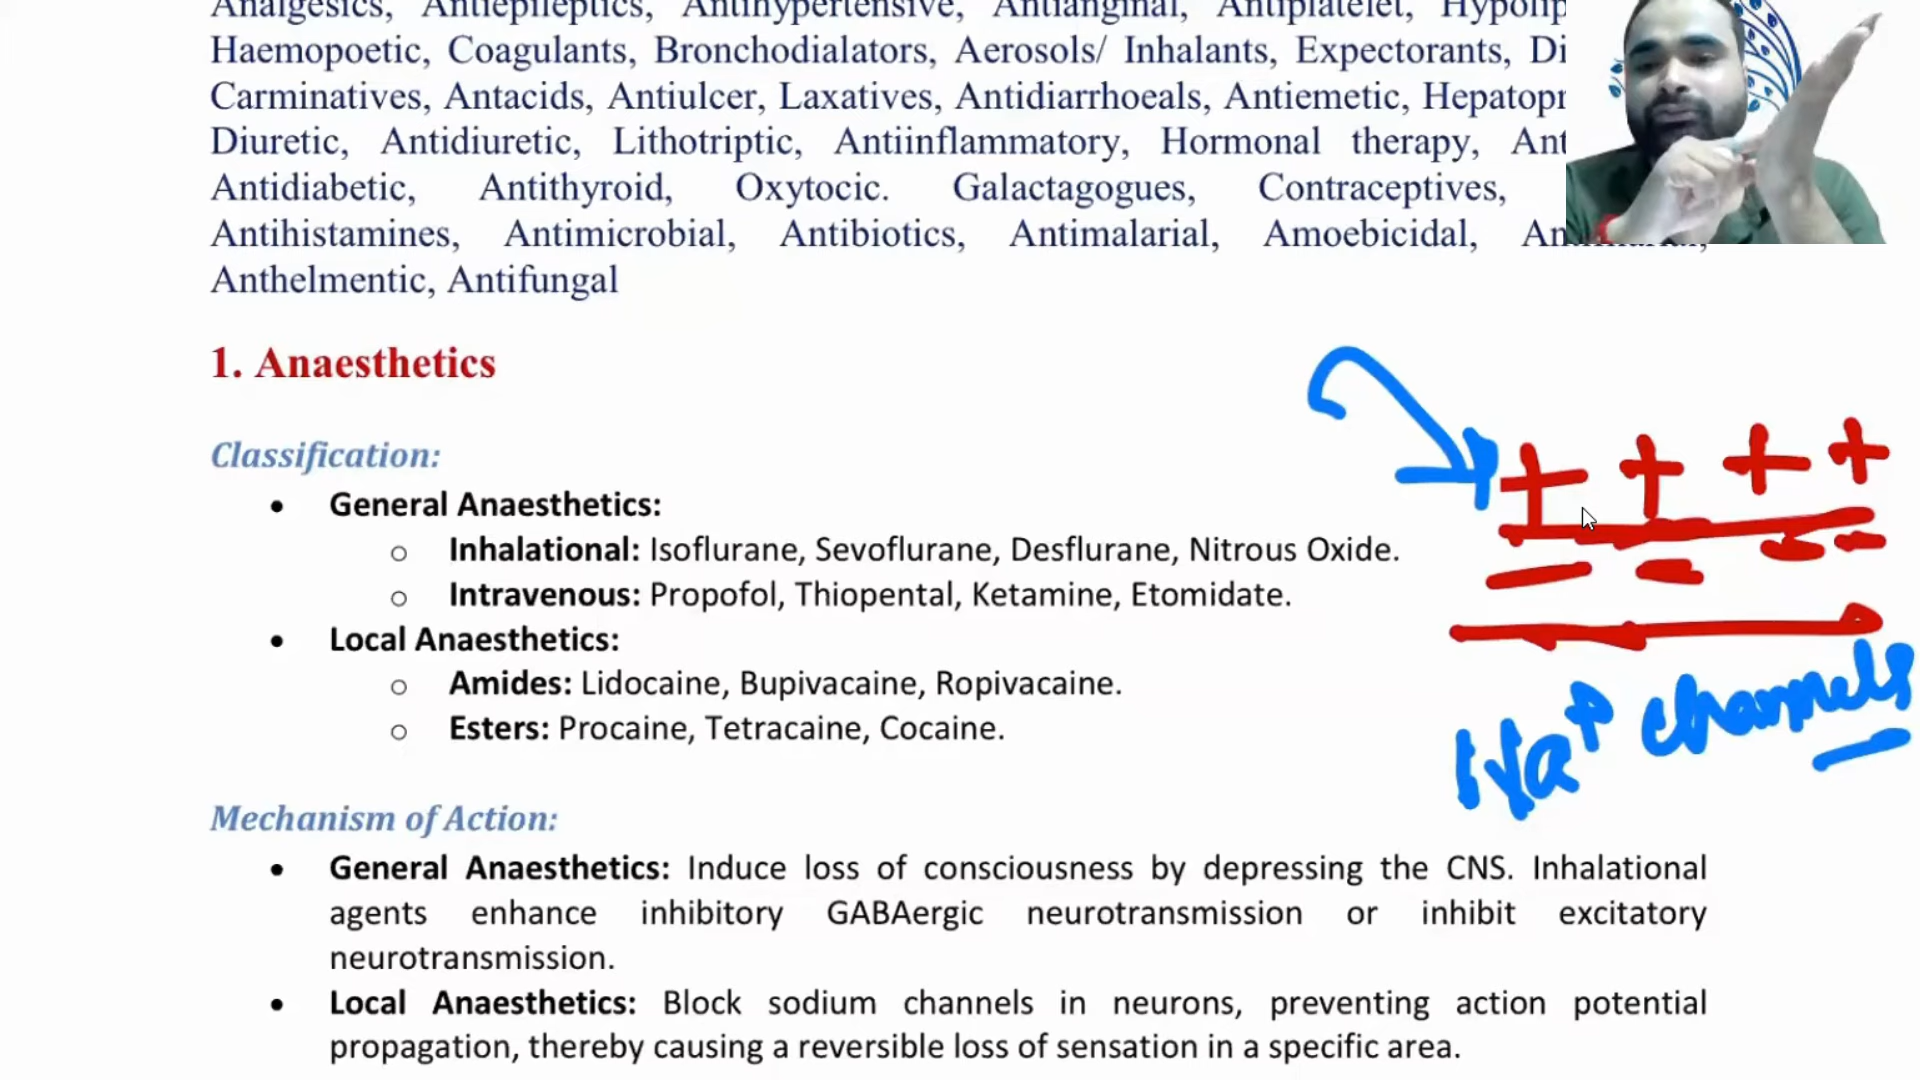 Analgesics, Antiepileptics, Antihypertensive, Antianginal, Antiplatelet,
Haemopoetic, Coagulants, Bronchodialators, Aerosols/ Inhalants, Expectorants,
Carminatives, Antacids, Antiulcer, Laxatives, Antidiarrhoeals, Antiemetic,
Diuretic, Antidiuretic, Lithotriptic, Antiinflammatory, Hormonal therapy,
Antidiabetic, Antithyroid, Oxytocic. Galactagogues, Contraceptives,
Antihistamines, Antimicrobial, Antibiotics, Antimalarial, Amoebicidal,
Anthelmentic, Antifungal
1. Anaesthetics
Classification:
• General Anaesthetics:
o Inhalational: Isoflurane, Sevoflurane, Desflurane, Nitrous Oxide.
o Intravenous: Propofol, Thiopental, Ketamine, Etomidate.
• Local Anaesthetics:
o Amides: Lidocaine, Bupivacaine, Ropivacaine.
o Esters: Procaine, Tetracaine, Cocaine.
+ + + +
Na+ channels
Mechanism of Action:
• General Anaesthetics: Induce loss of consciousness by depressing the CNS. Inhalational
agents enhance inhibitory GABAergic neurotransmission or inhibit excitatory
neurotransmission.
• Local Anaesthetics: Block sodium channels in neurons, preventing action potential
propagation, thereby causing a reversible loss of sensation in a specific area.